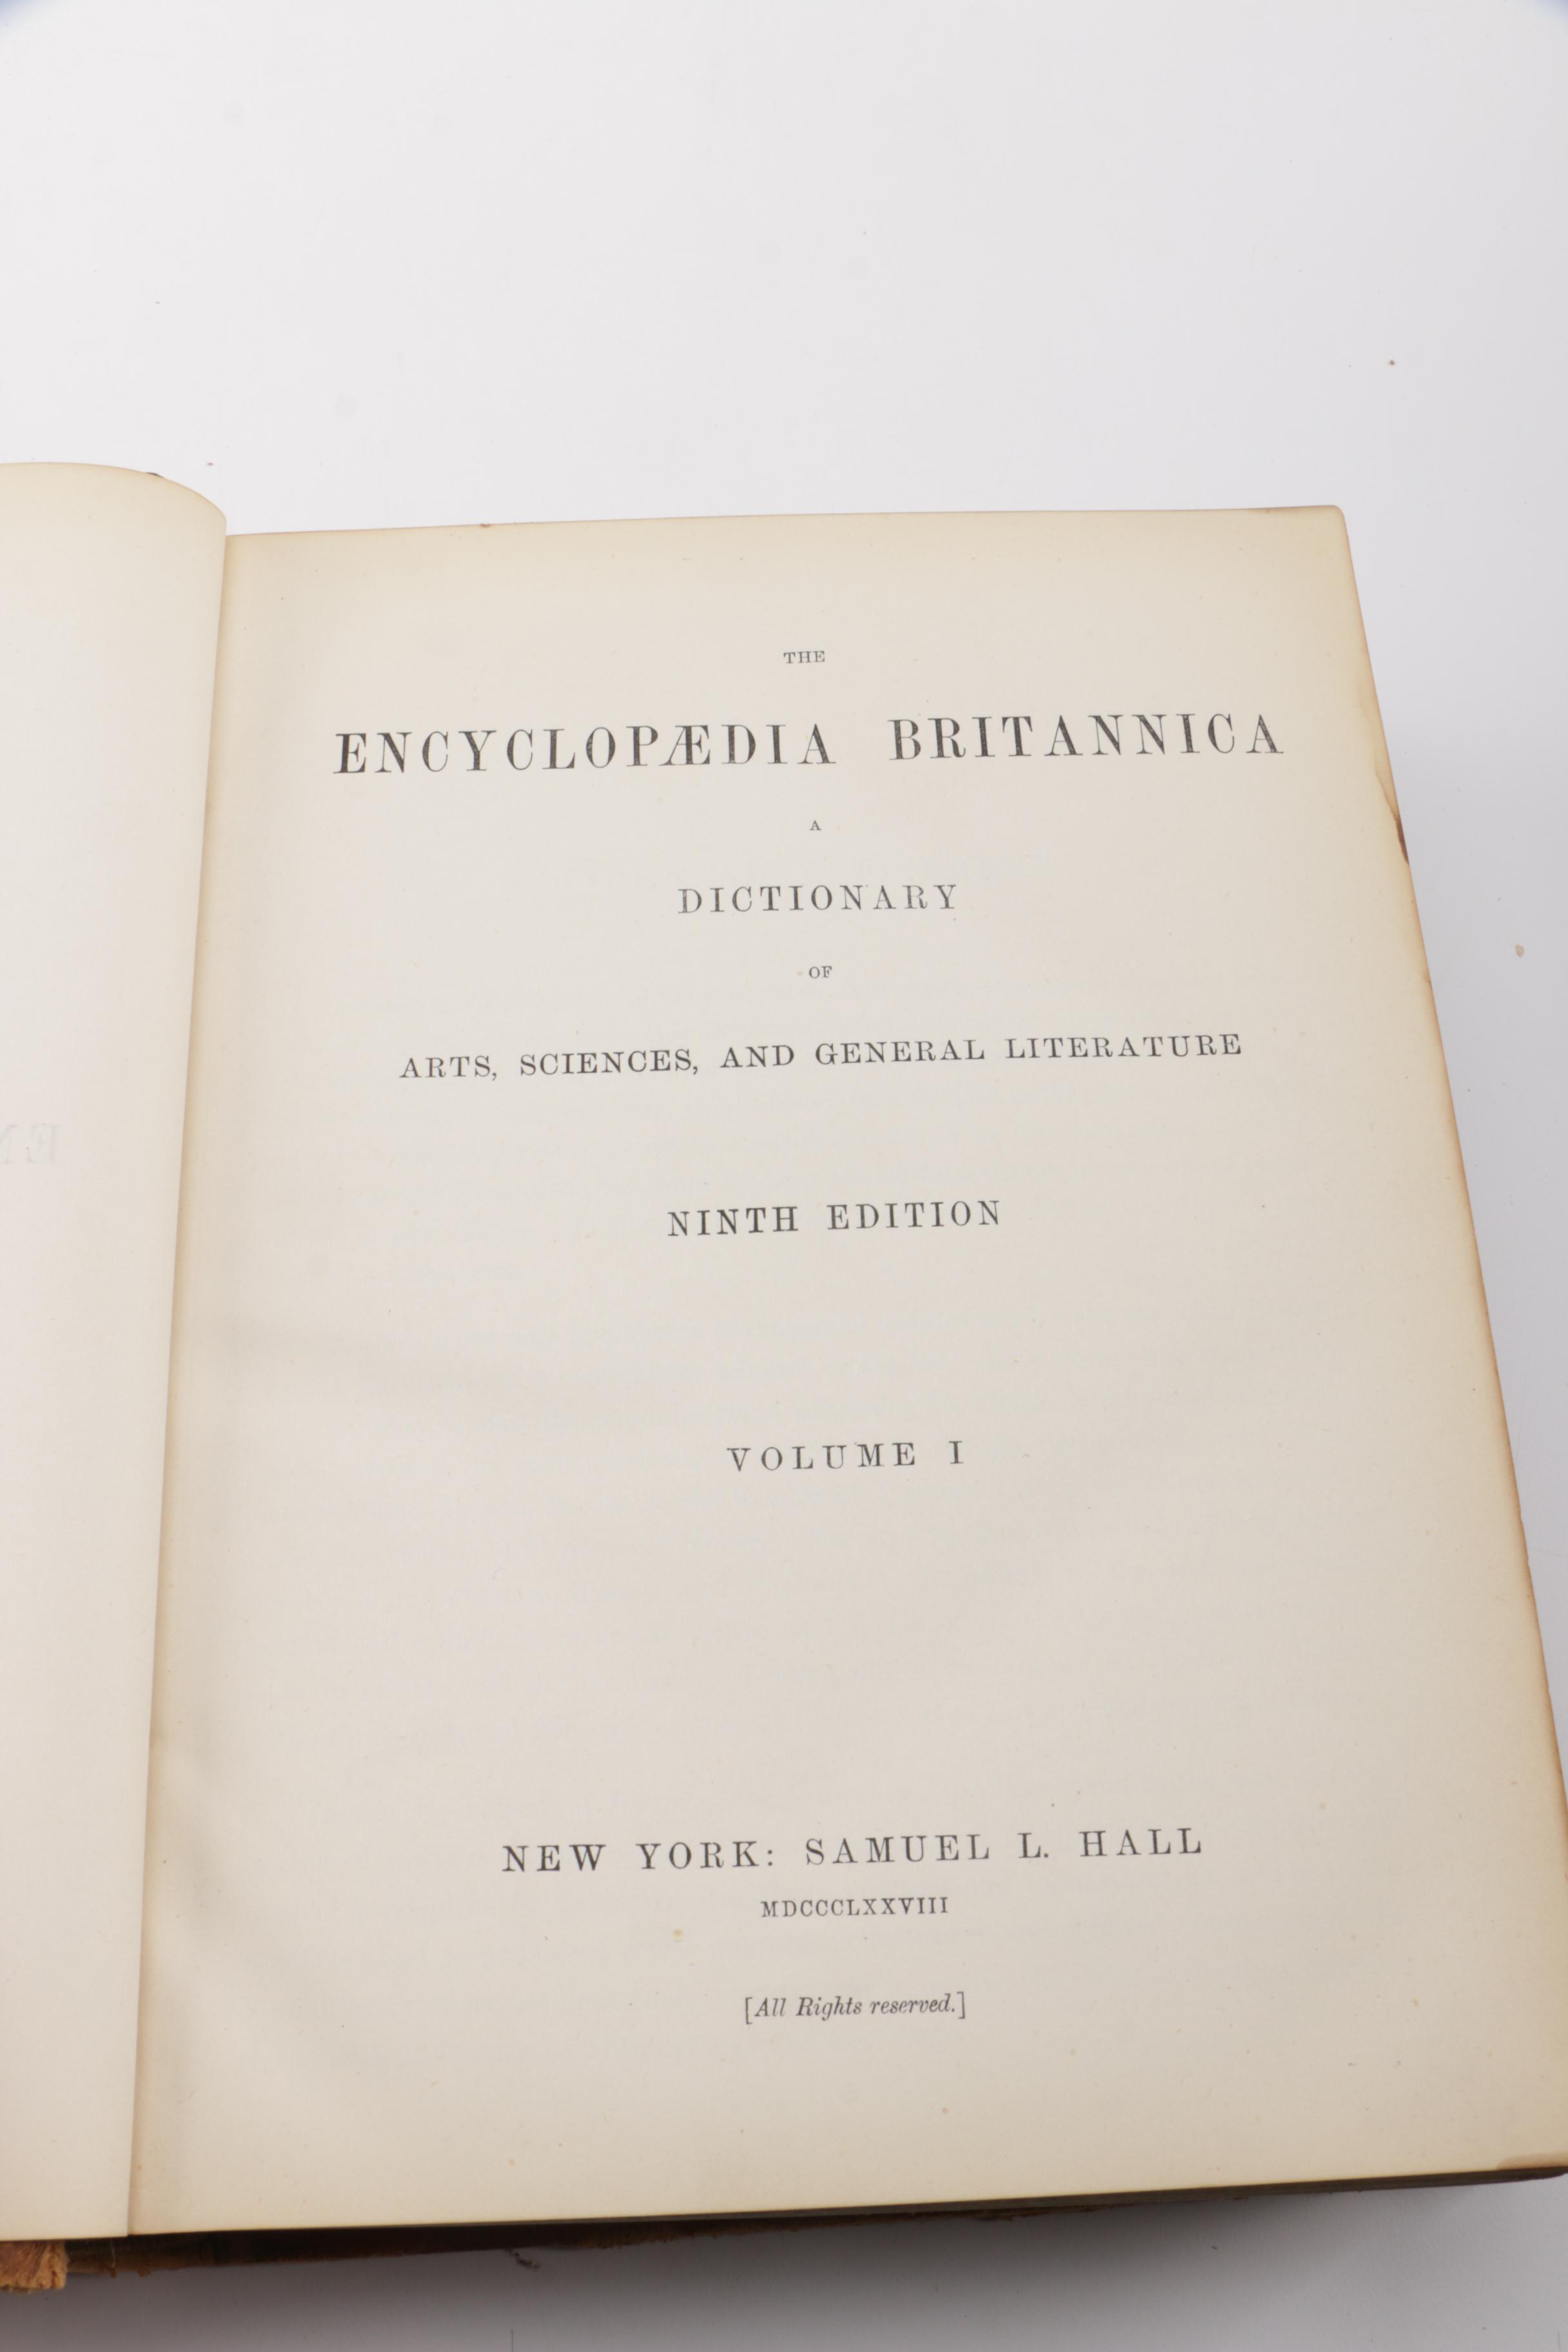 THE
ENCYCLOPÆDIA BRITANNICA
A
DICTIONARY
OF
ARTS, SCIENCES, AND GENERAL LITERATURE
NINTH EDITION
VOLUME I
NEW YORK: SAMUEL L. HALL
MDCCCLXXVIII
[All Rights reserved.]